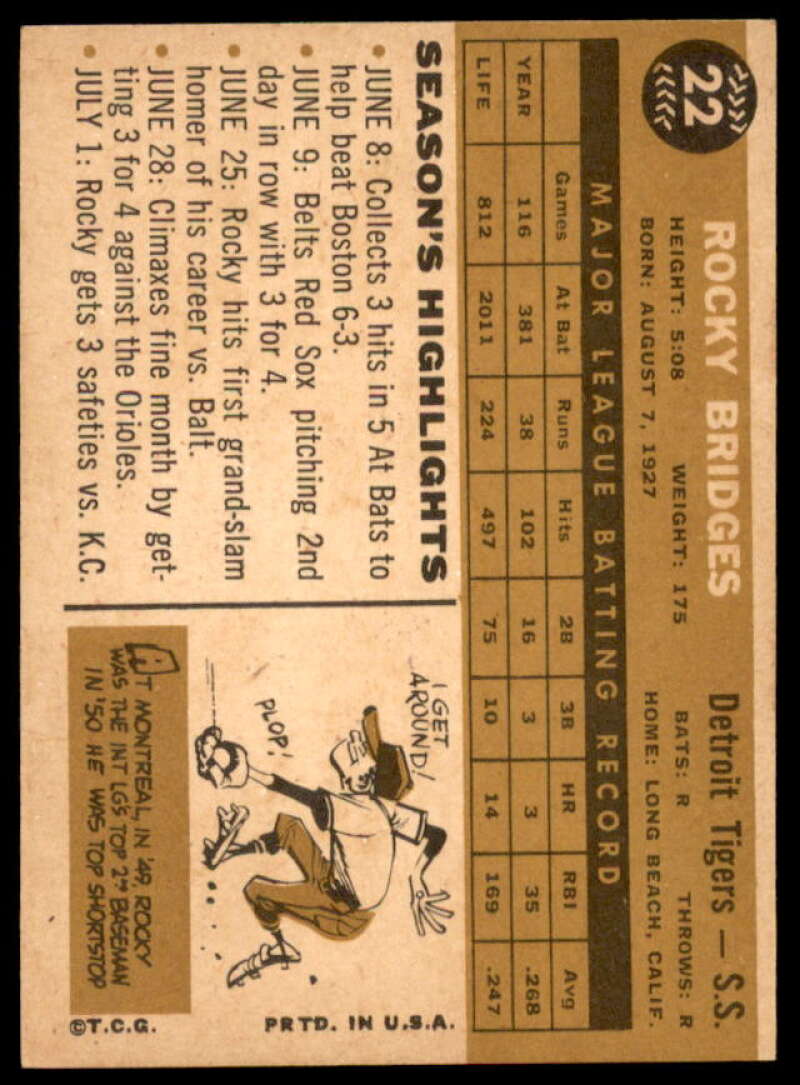 22
ROCKY BRIDGES
Detroit Tigers — S.S.
HEIGHT: 5:08 WEIGHT: 175 BATS: R THROWS: R
BORN: AUGUST 7, 1927 HOME: LONG BEACH, CALIF.
MAJOR LEAGUE BATTING RECORD
Games At Bat Runs Hits 2B 3B HR RBI Avg
YEAR 116 381 38 102 16 3 3 35 .268
LIFE 812 2011 224 497 75 10 14 169 .247
SEASON'S HIGHLIGHTS
• JUNE 8: Collects 3 hits in 5 At Bats to
help beat Boston 6-3.
• JUNE 9: Belts Red Sox pitching 2nd
day in row with 3 for 4.
• JUNE 25: Rocky hits first grand-slam
homer of his career vs. Balt.
• JUNE 28: Climaxes fine month by get-
ting 3 for 4 against the Orioles.
• JULY 1: Rocky gets 3 safeties vs. K.C.
I GET
AROUND!
PLOP!
AT MONTREAL, IN '49, ROCKY
WAS THE INT LG'S TOP 2ND BASEMAN
IN '50 HE WAS TOP SHORTSTOP
©T.C.G. PRTD. IN U.S.A.